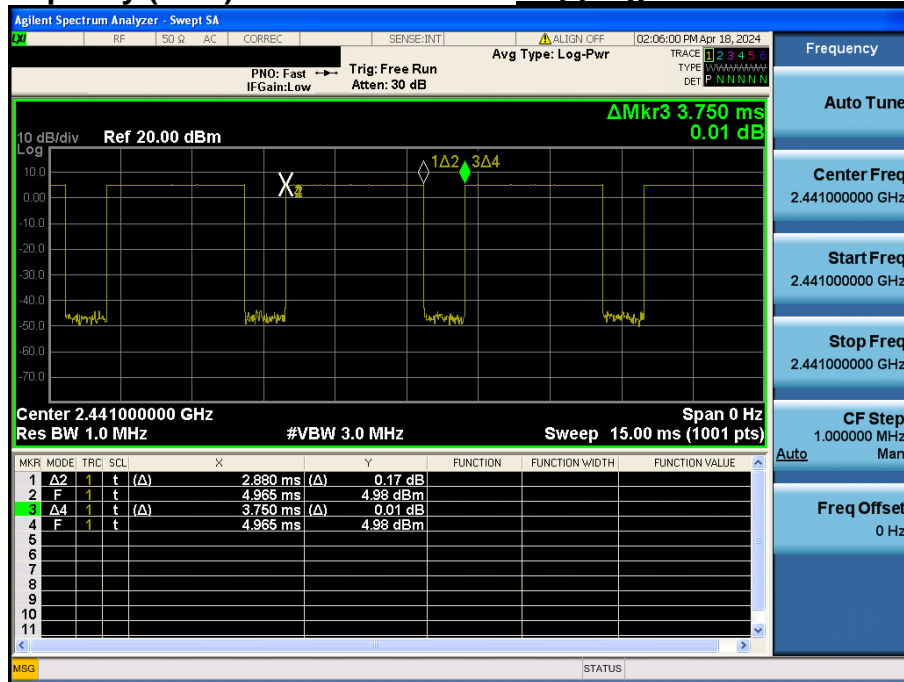 Agilent Spectrum Analyzer - Swept SA
LXI RF 50 Ω AC CORREC SENSE:INT ALIGN OFF 02:06:00 PM Apr 18, 2024
Avg Type: Log-Pwr
TRACE 1 2 3 4 5 6
TYPE WWWWWW
DET P N N N N N
PNO: Fast
IFGain:Low
Trig: Free Run
Atten: 30 dB
ΔMkr3 3.750 ms
0.01 dB
10 dB/div Ref 20.00 dBm
Log
10.0
0.00
-10.0
-20.0
-30.0
-40.0
-50.0
-60.0
-70.0
1Δ2 3Δ4
X2
Center 2.441000000 GHz Span 0 Hz
Res BW 1.0 MHz #VBW 3.0 MHz Sweep 15.00 ms (1001 pts)
MKR MODE TRC SCL X Y FUNCTION FUNCTION WIDTH FUNCTION VALUE
1 Δ2 1 t (Δ) 2.880 ms (Δ) 0.17 dB
2 F 1 t 4.965 ms 4.98 dBm
3 Δ4 1 t (Δ) 3.750 ms (Δ) 0.01 dB
4 F 1 t 4.965 ms 4.98 dBm
5
6
7
8
9
10
11
MSG STATUS
Frequency
Auto Tune
Center Freq
2.441000000 GHz
Start Freq
2.441000000 GHz
Stop Freq
2.441000000 GHz
CF Step
1.000000 MHz
Auto Man
Freq Offset
0 Hz